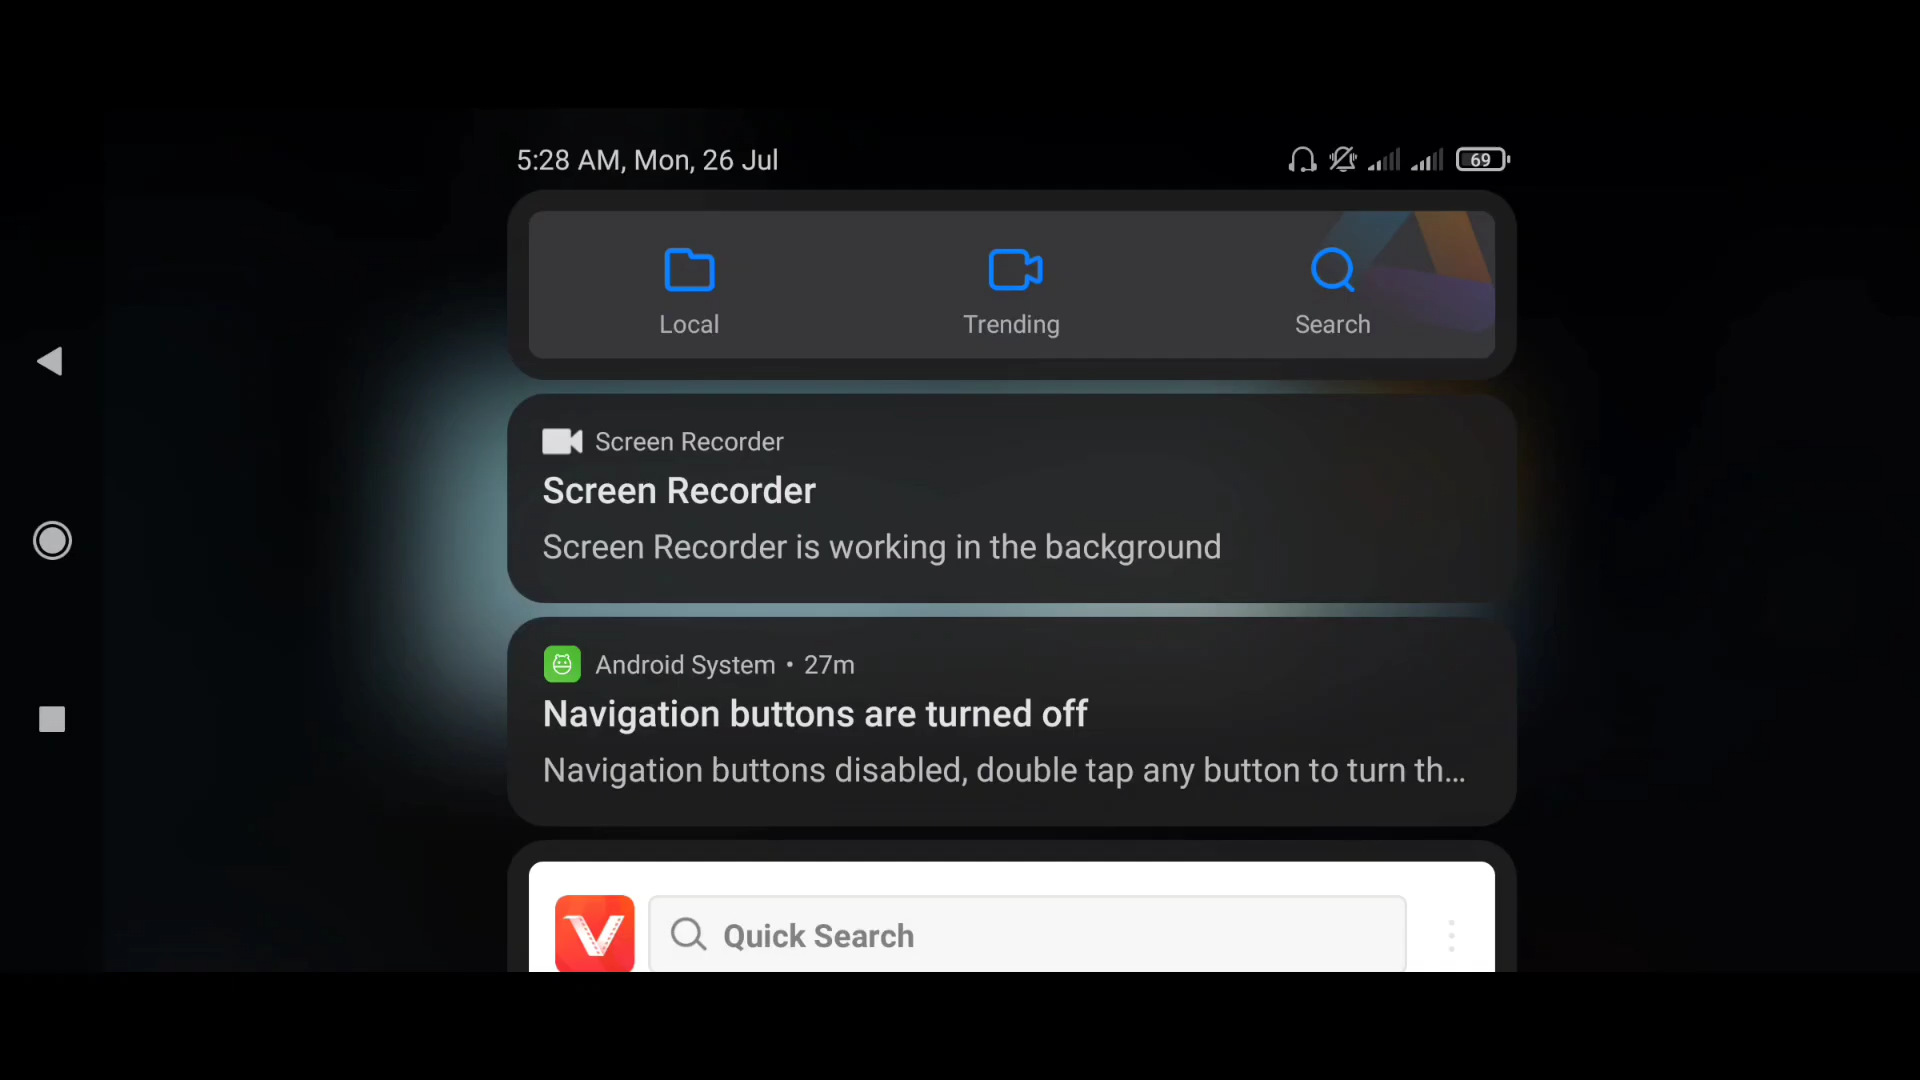 5:28 AM, Mon, 26 Jul
69
Local
Trending
Search
Screen Recorder
Screen Recorder
Screen Recorder is working in the background
Android System • 27m
Navigation buttons are turned off
Navigation buttons disabled, double tap any button to turn th...
V
Quick Search